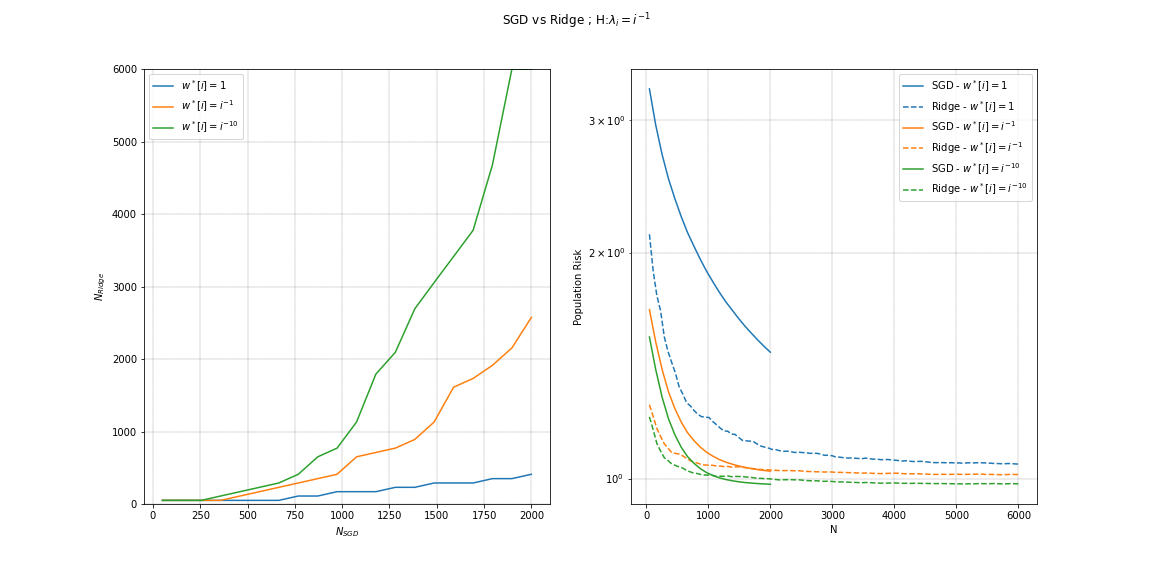 SGD vs Ridge ; H:λᵢ = i⁻¹
w*[i] = 1
w*[i] = i⁻¹
w*[i] = i⁻¹⁰
6000
5000
4000
3000
2000
1000
0
N_Ridge
0 250 500 750 1000 1250 1500 1750 2000
N_SGD
SGD - w*[i] = 1
Ridge - w*[i] = 1
SGD - w*[i] = i⁻¹
Ridge - w*[i] = i⁻¹
SGD - w*[i] = i⁻¹⁰
Ridge - w*[i] = i⁻¹⁰
3 × 10⁰
2 × 10⁰
10⁰
Population Risk
0 1000 2000 3000 4000 5000 6000
N